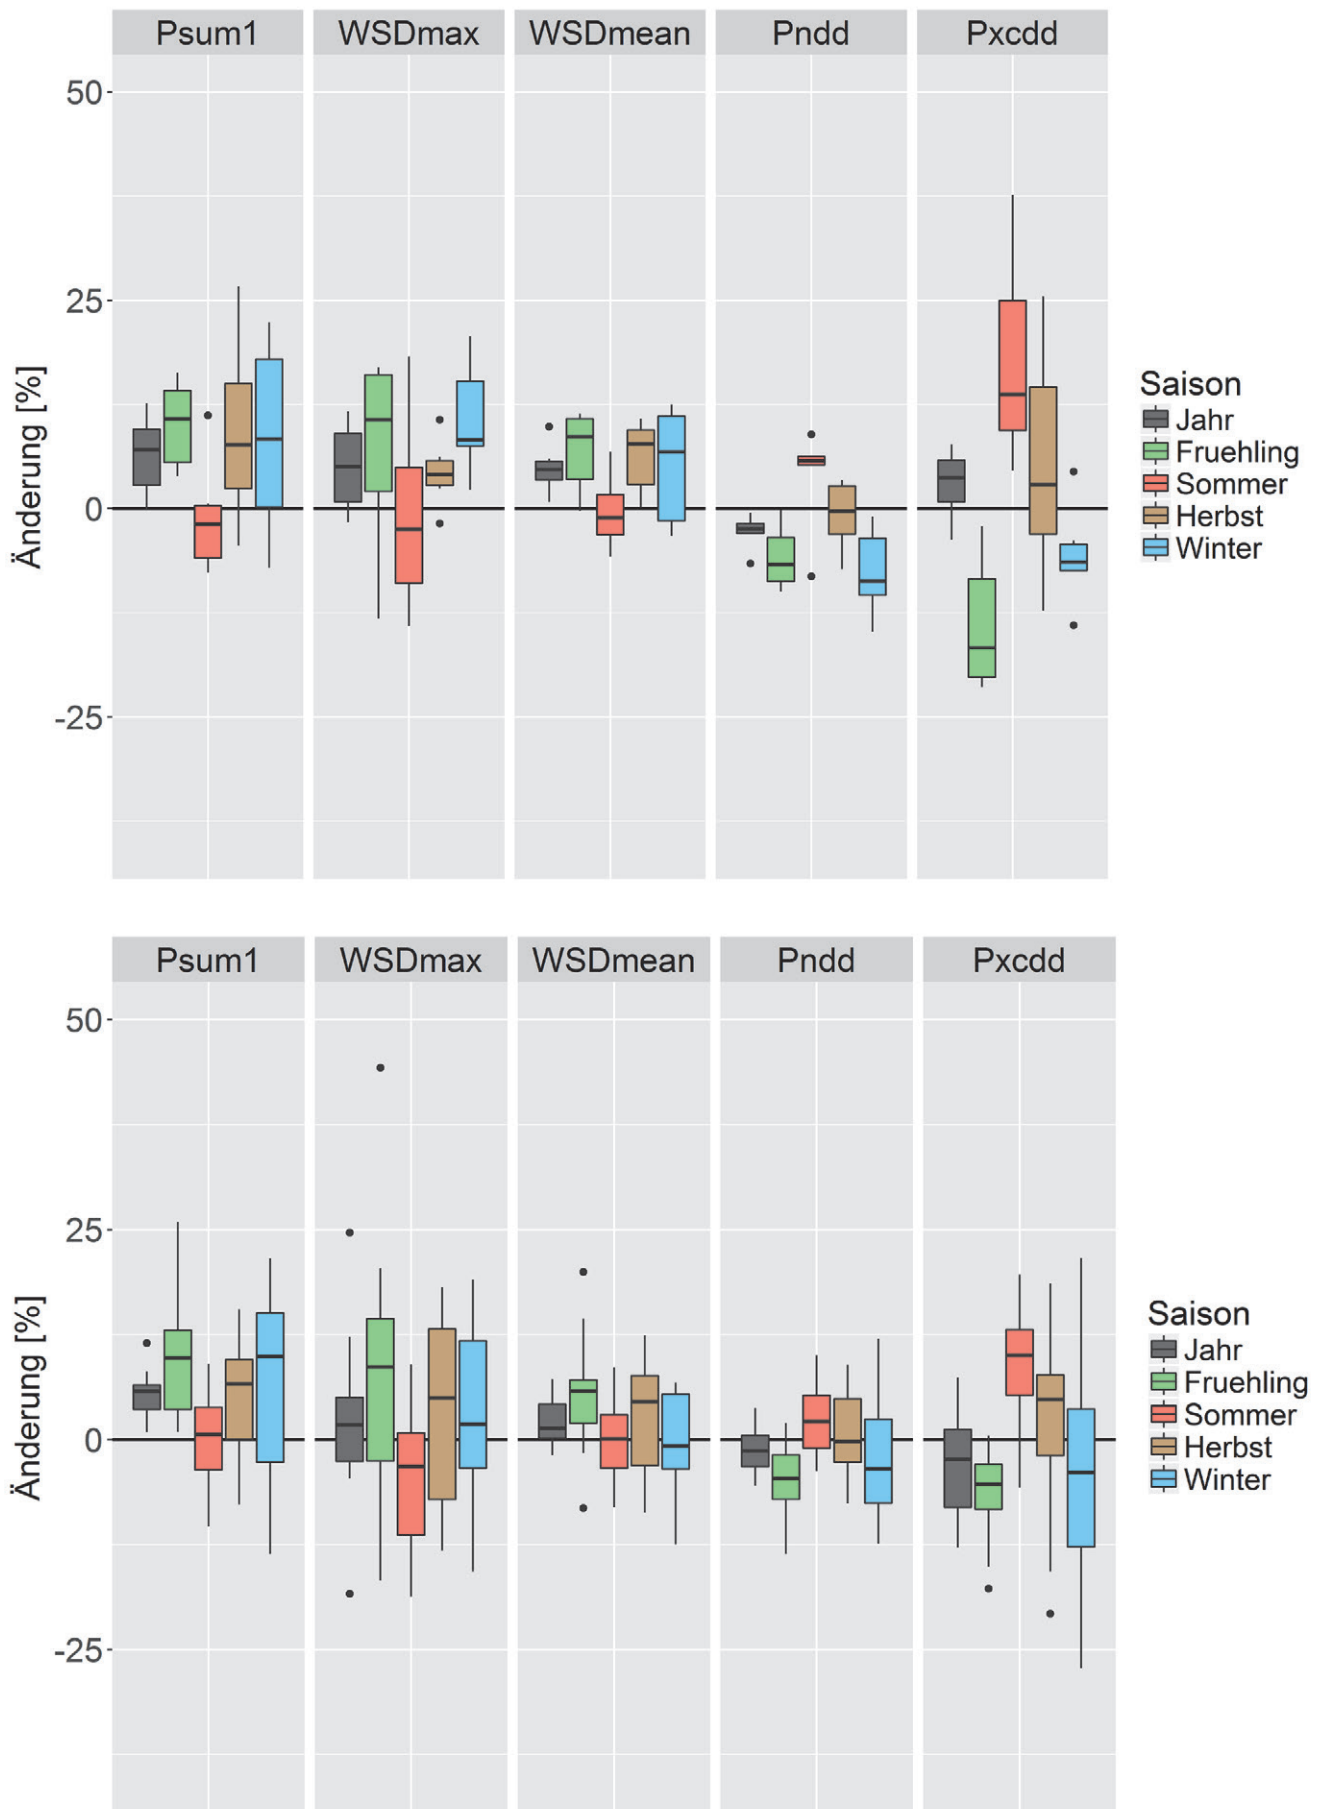 Psum1 WSDmax WSDmean Pndd Pxcdd
50
25
0
-25
Änderung [%]
Saison
Jahr
Fruehling
Sommer
Herbst
Winter
Psum1 WSDmax WSDmean Pndd Pxcdd
50
25
0
-25
Änderung [%]
Saison
Jahr
Fruehling
Sommer
Herbst
Winter